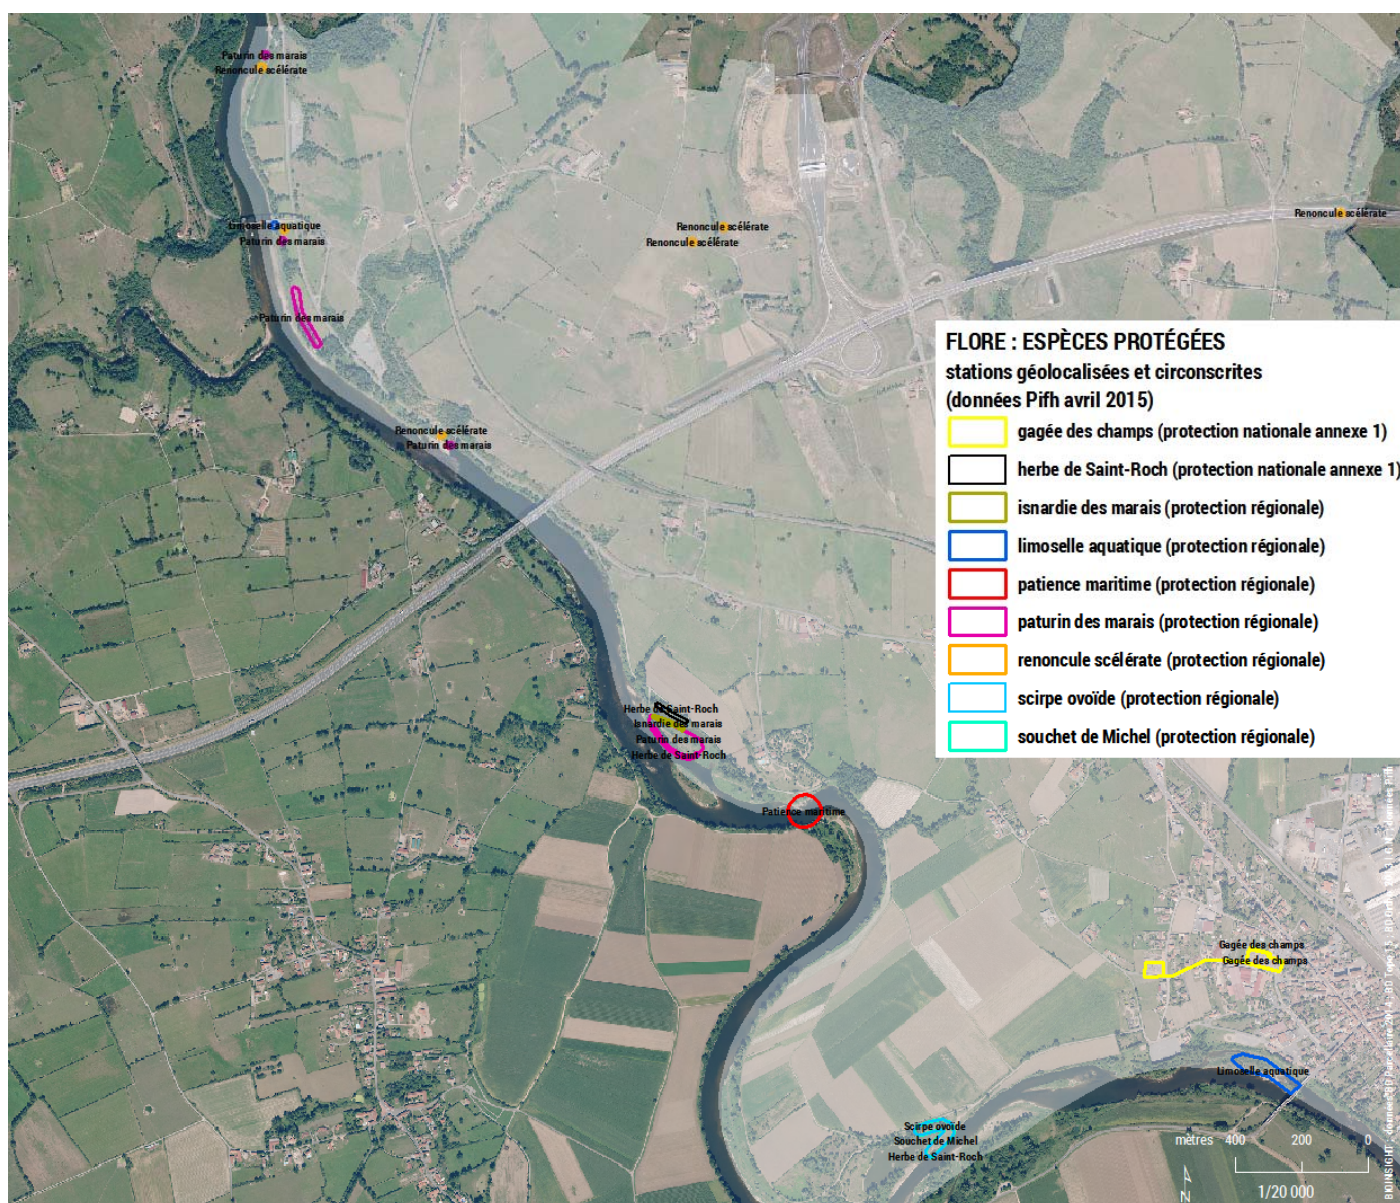 Paturin des marais
Renoncule scélérate
Renoncule scélérate
Limoselle aquatique
Paturin des marais
Renoncule scélérate
Renoncule scélérate
Paturin des marais
FLORE : ESPÈCES PROTÉGÉES
stations géolocalisées et circonscrites
(données Pifh avril 2015)
gagée des champs (protection nationale annexe 1)
herbe de Saint-Roch (protection nationale annexe 1)
isnardie des marais (protection régionale)
limoselle aquatique (protection régionale)
patience maritime (protection régionale)
paturin des marais (protection régionale)
renoncule scélérate (protection régionale)
scirpe ovoïde (protection régionale)
souchet de Michel (protection régionale)
Renoncule scélérate
Paturin des marais
Herbe de Saint-Roch
Isnardie des marais
Paturin des marais
Herbe de Saint-Roch
Patience maritime
Gagée des champs
Gagée des champs
Limoselle aquatique
Scirpe ovoïde
Souchet de Michel
Herbe de Saint-Roch
mètres 400 200 0
N
1/20 000